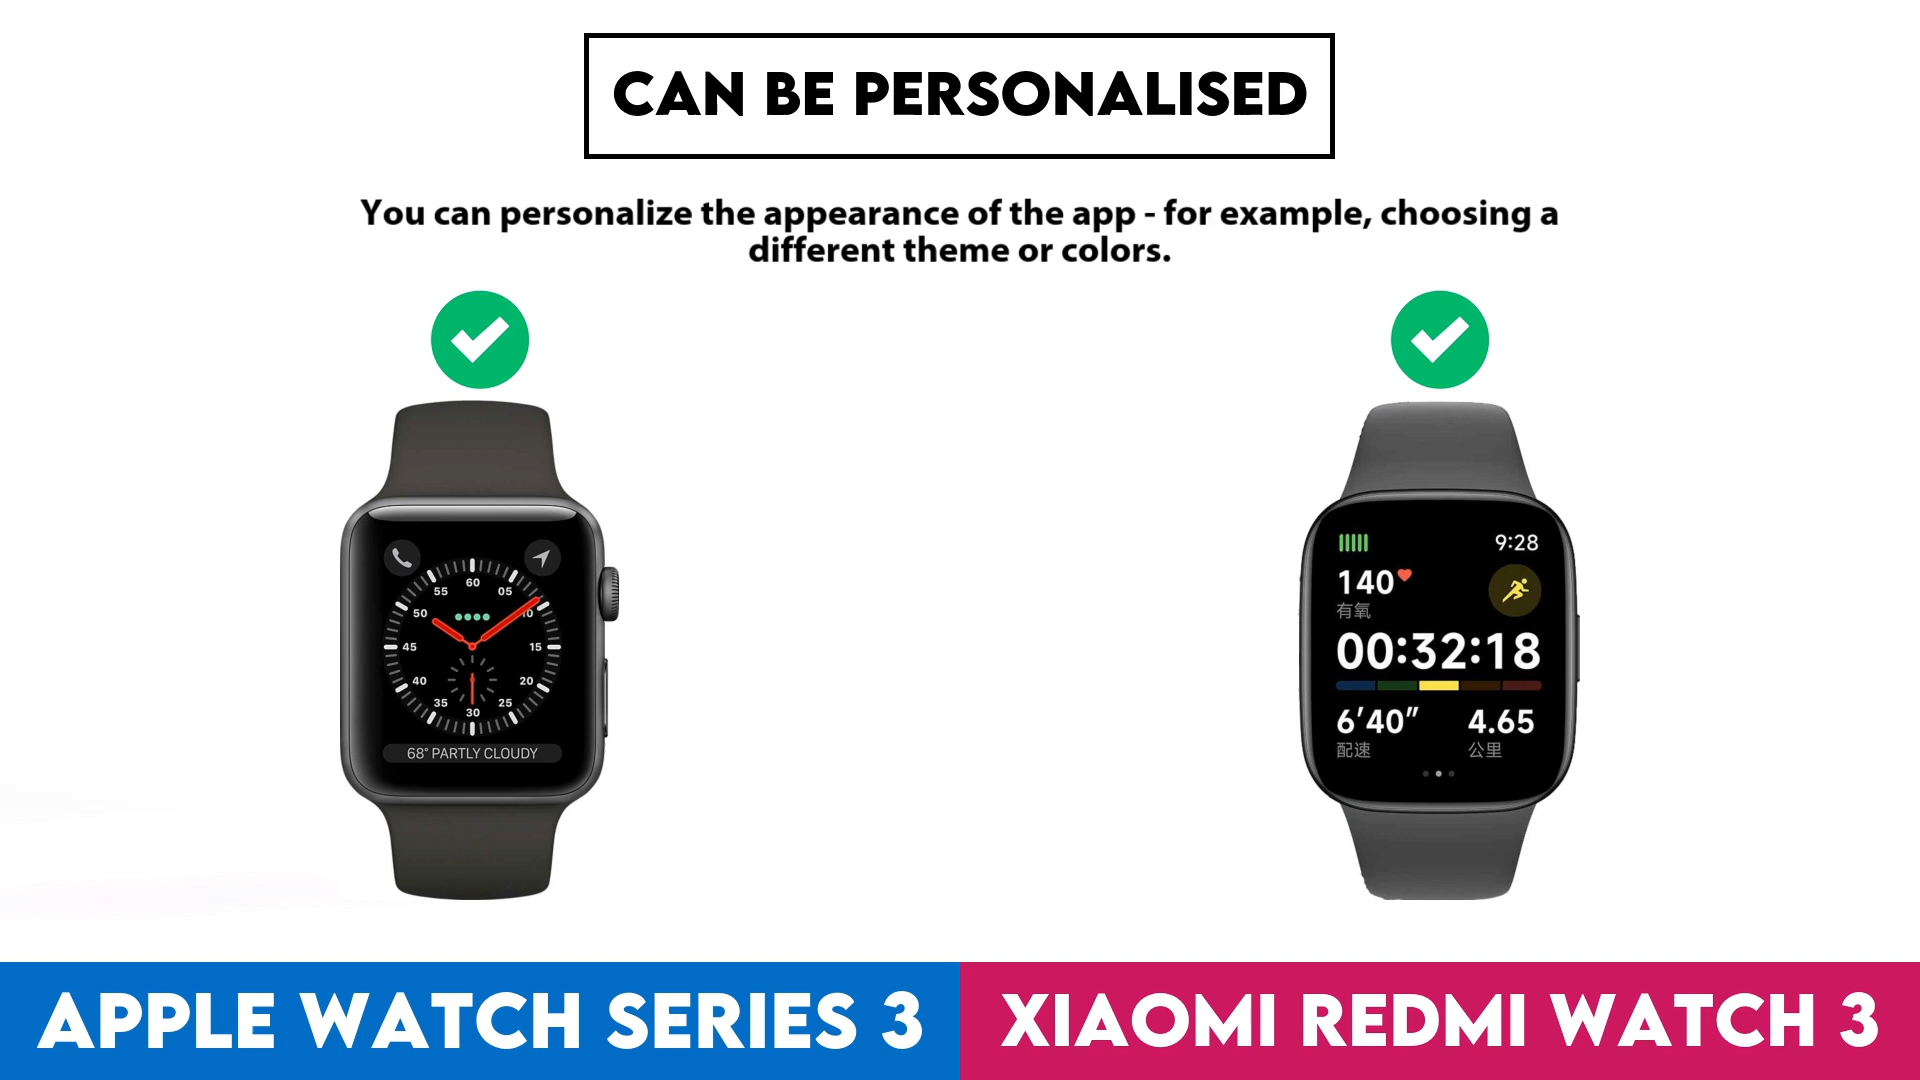 CAN BE PERSONALISED
You can personalize the appearance of the app - for example, choosing a
different theme or colors.
60
55
05
50
10
45
15
40
20
35
25
30
68° PARTLY CLOUDY
9:28
140
有氧
00:32:18
6'40" 4.65
配速 公里
APPLE WATCH SERIES 3
XIAOMI REDMI WATCH 3